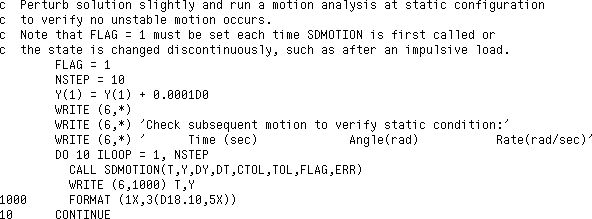 c  Perturb solution slightly and run a motion analysis at static configuration
c  to verify no unstable motion occurs.
c  Note that FLAG = 1 must be set each time SDMOTION is first called or
c  the state is changed discontinuously, such as after an impulsive load.
        FLAG = 1
        NSTEP = 10
        Y(1) = Y(1) + 0.0001D0
        WRITE (6,*)
        WRITE (6,*) 'Check subsequent motion to verify static condition:'
        WRITE (6,*) '      Time (sec)             Angle(rad)           Rate(rad/sec)'
        DO 10 ILOOP = 1, NSTEP
          CALL SDMOTION(T,Y,DY,DT,CTOL,TOL,FLAG,ERR)
          WRITE (6,1000) T,Y
1000      FORMAT (1X,3(D18.10,5X))
10      CONTINUE